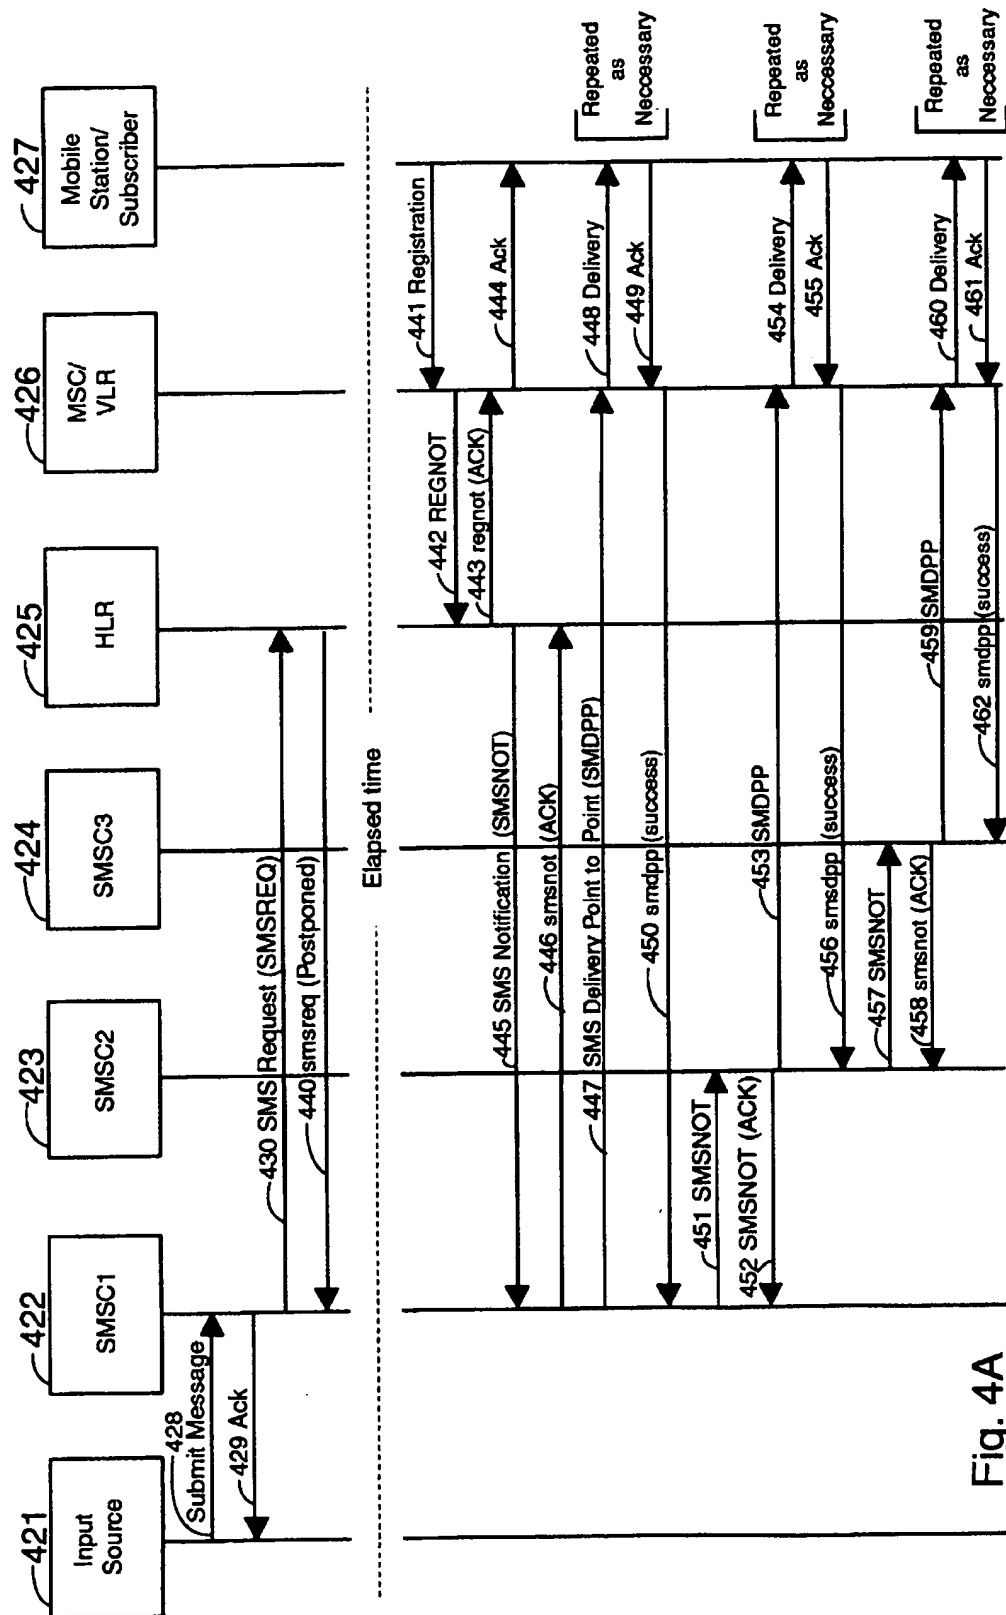 421
Input
Source
422
SMSC1
423
SMSC2
424
SMSC3
425
HLR
426
MSC/
VLR
427
Mobile
Station/
Subscriber
428
Submit Message
429 Ack
430 SMS Request (SMSREQ)
440 smsreq (Postponed)
Elapsed time
441 Registration
442 REGNOT
443 regnot (ACK)
444 Ack
445 SMS Notification (SMSNOT)
446 smsnot (ACK)
447 SMS Delivery Point to Point (SMDPP)
448 Delivery
449 Ack
Repeated
as
Neccessary
450 smdpp (success)
451 SMSNOT
452 SMSNOT (ACK)
453 SMDPP
454 Delivery
455 Ack
Repeated
as
Neccessary
456 smsdpp (success)
457 SMSNOT
458 smsnot (ACK)
459 SMDPP
460 Delivery
461 Ack
Repeated
as
Neccessary
462 smdpp (success)
Fig. 4A